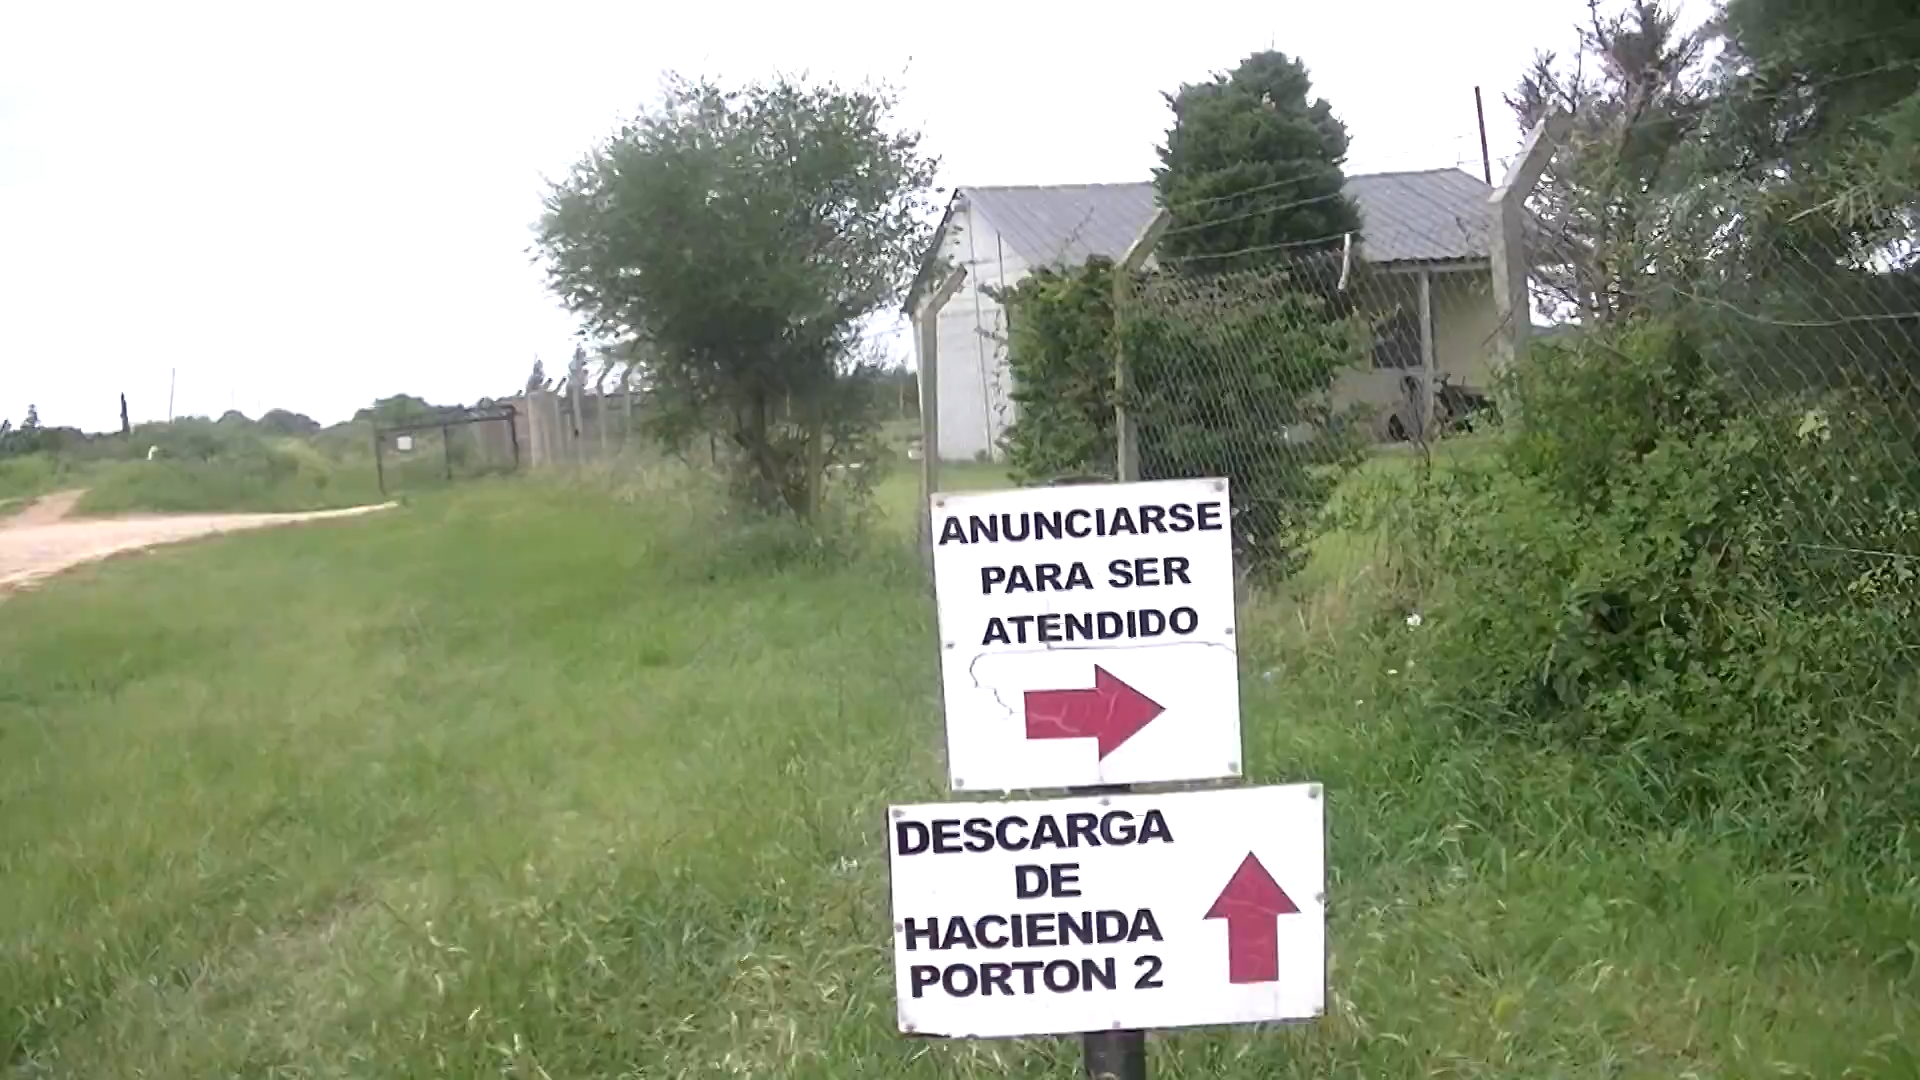 ANUNCIARSE
PARA SER
ATENDIDO
DESCARGA
DE
HACIENDA
PORTON 2